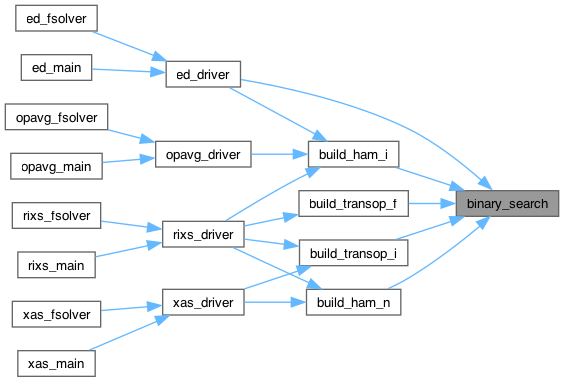 ed_fsolver
ed_main
ed_driver
opavg_fsolver
opavg_main
opavg_driver
build_ham_i
build_transop_f
binary_search
rixs_fsolver
rixs_main
rixs_driver
build_transop_i
xas_fsolver
xas_main
xas_driver
build_ham_n